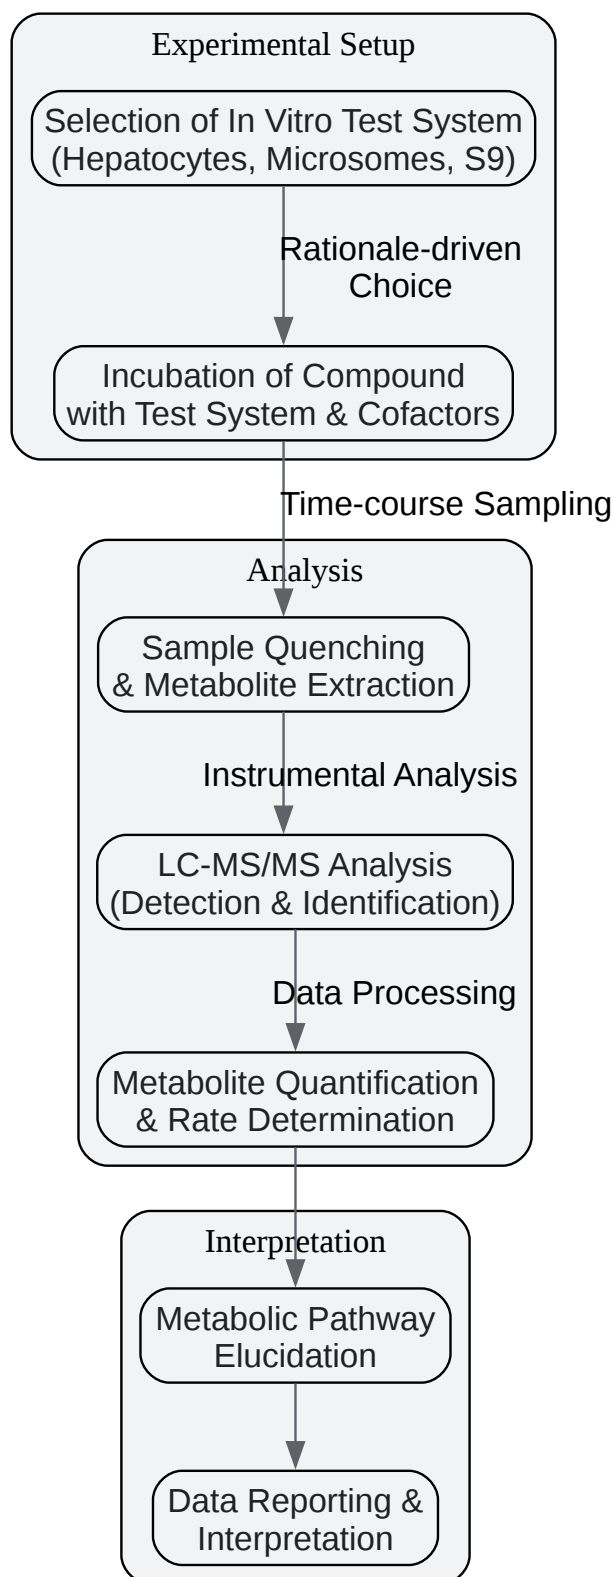 Experimental Setup
Selection of In Vitro Test System
(Hepatocytes, Microsomes, S9)
Rationale-driven
Choice
Incubation of Compound
with Test System & Cofactors
Time-course Sampling
Analysis
Sample Quenching
& Metabolite Extraction
Instrumental Analysis
LC-MS/MS Analysis
(Detection & Identification)
Data Processing
Metabolite Quantification
& Rate Determination
Interpretation
Metabolic Pathway
Elucidation
Data Reporting &
Interpretation